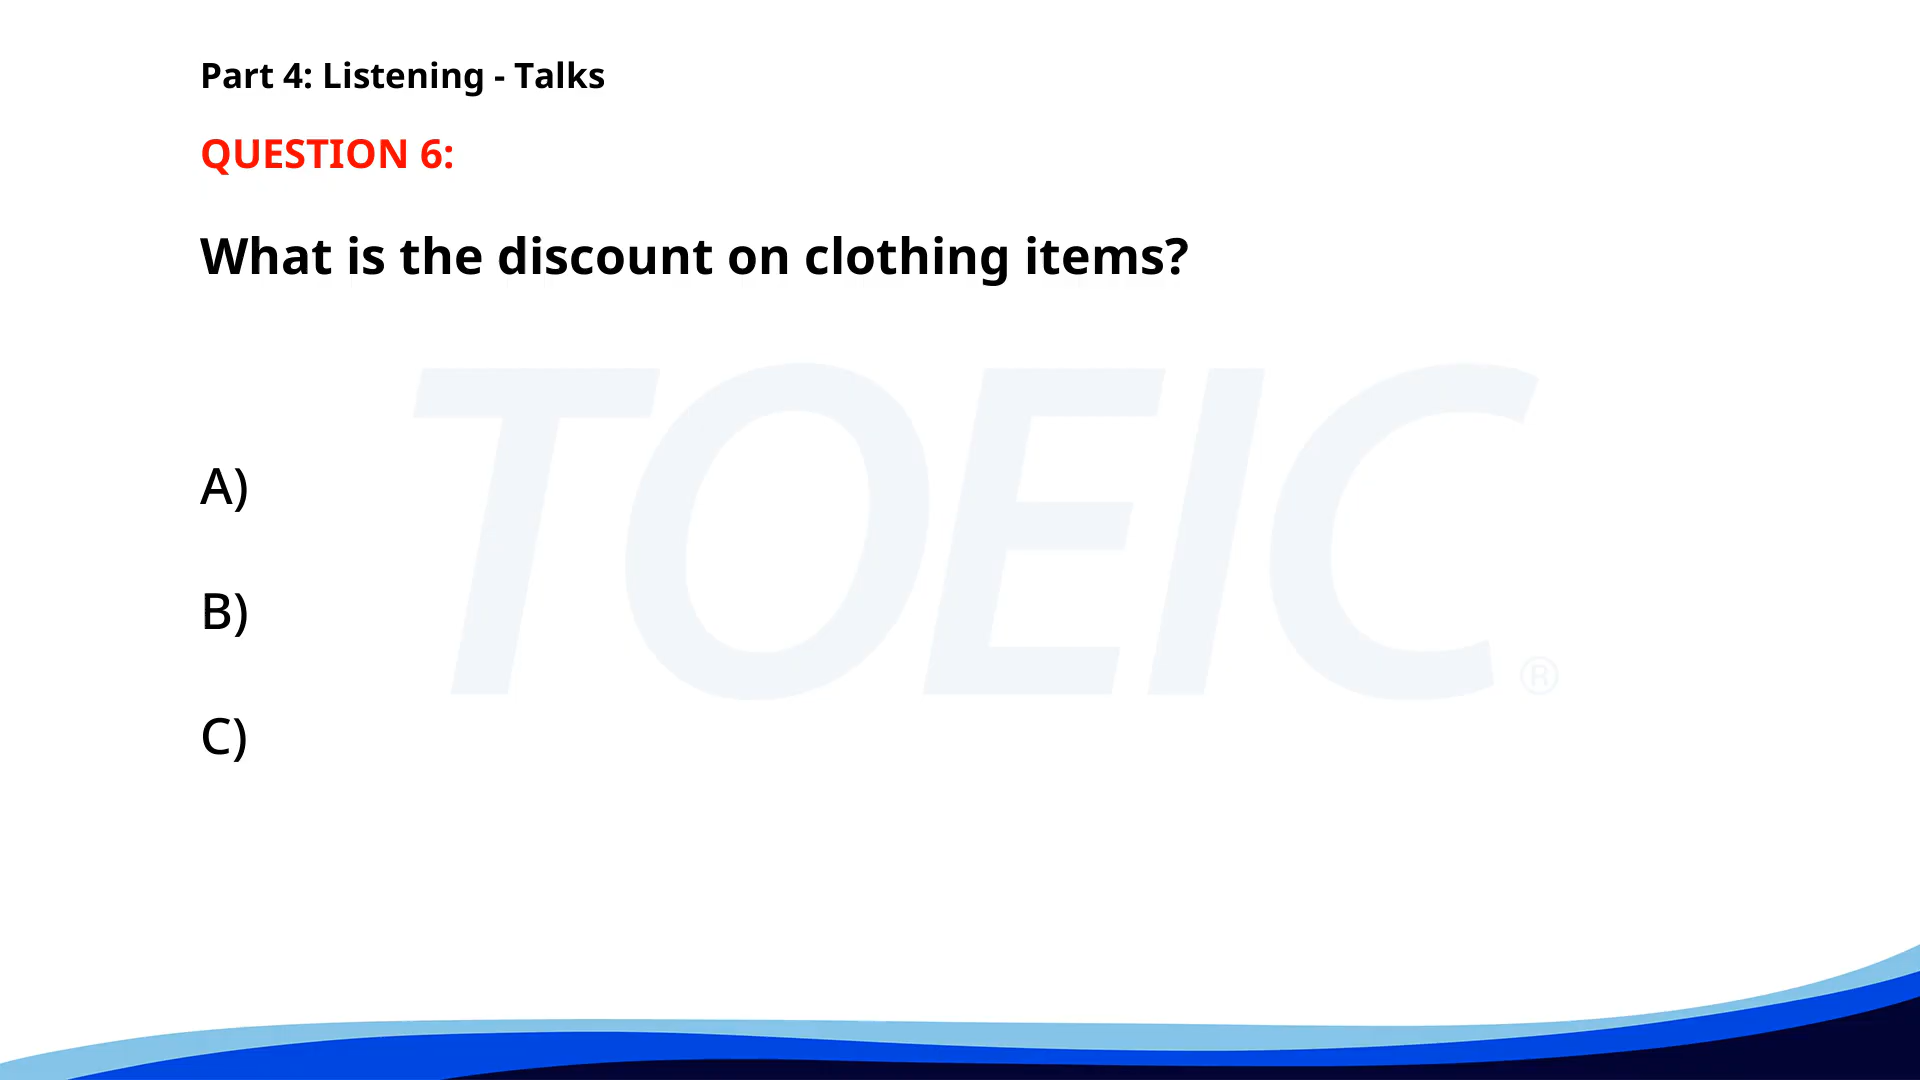 Part 4: Listening - Talks
QUESTION 6:
What is the discount on clothing items?
TOEIC®
A)
B)
C)